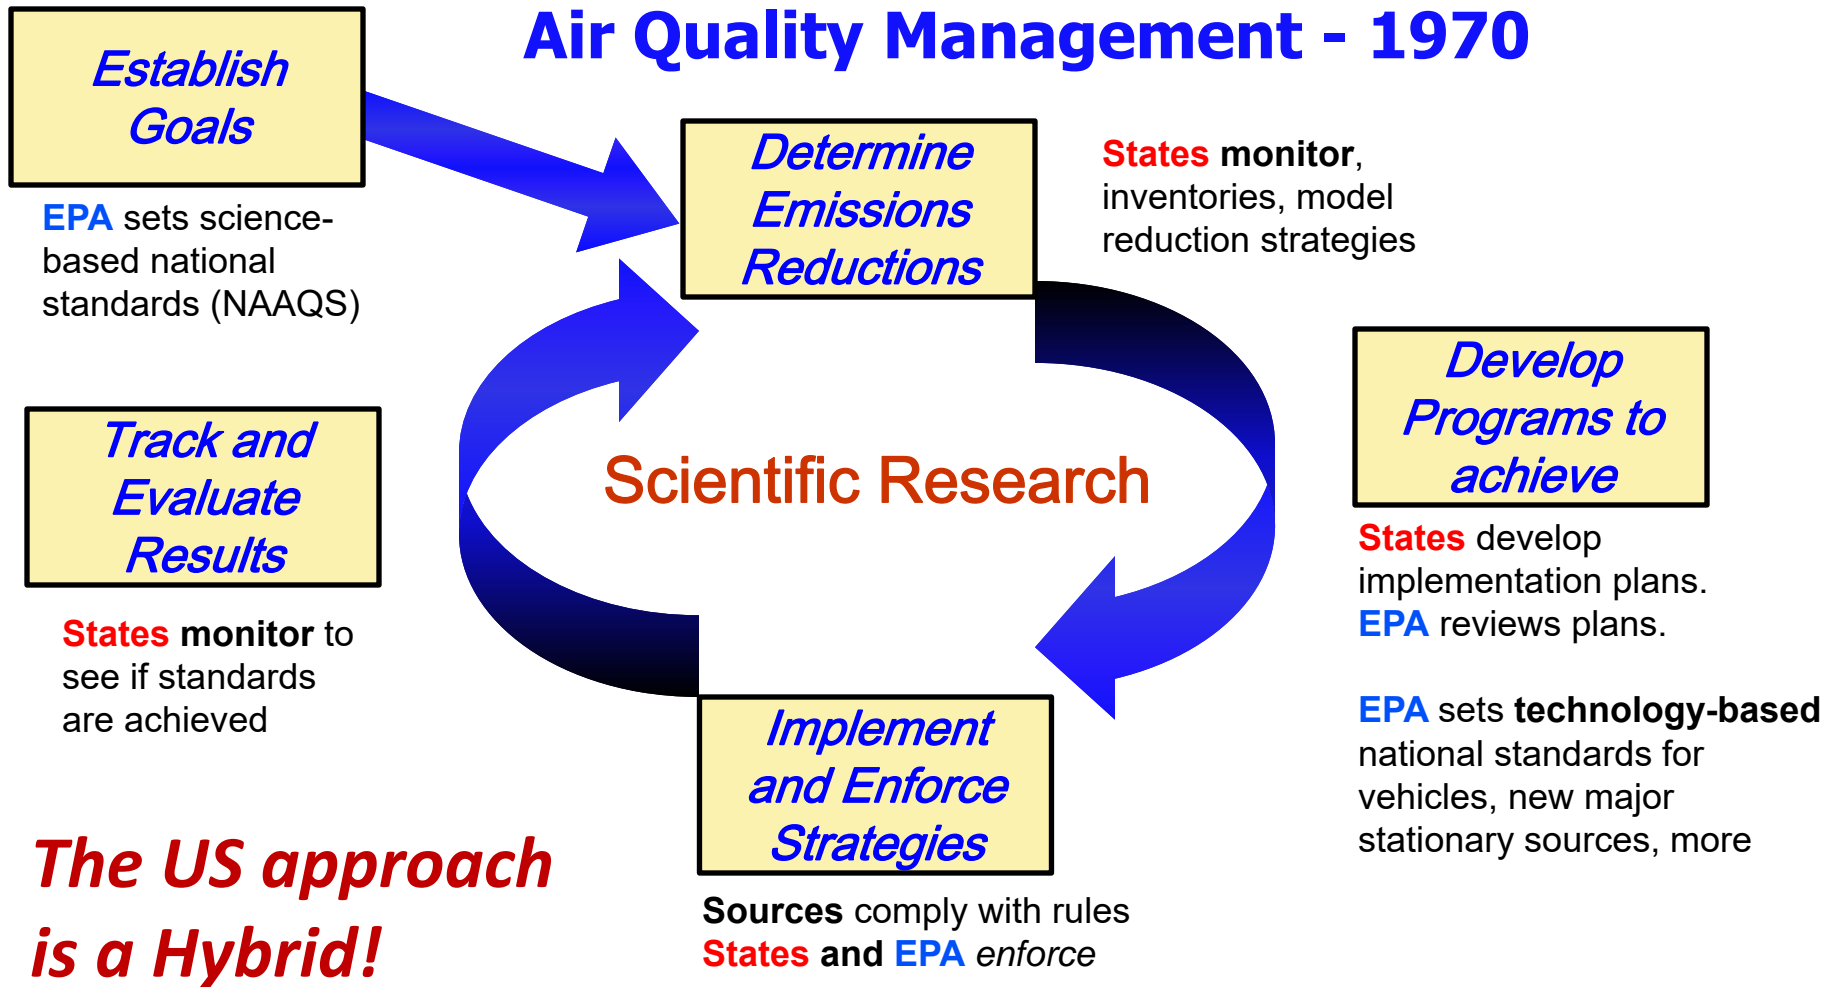 Air Quality Management - 1970
Establish
Goals
EPA sets science-
based national
standards (NAAQS)
Determine
Emissions
Reductions
States monitor,
inventories, model
reduction strategies
Develop
Programs to
achieve
States develop
implementation plans.
EPA reviews plans.
EPA sets technology-based
national standards for
vehicles, new major
stationary sources, more
Scientific Research
Track and
Evaluate
Results
States monitor to
see if standards
are achieved
Implement
and Enforce
Strategies
Sources comply with rules
States and EPA enforce
The US approach
is a Hybrid!